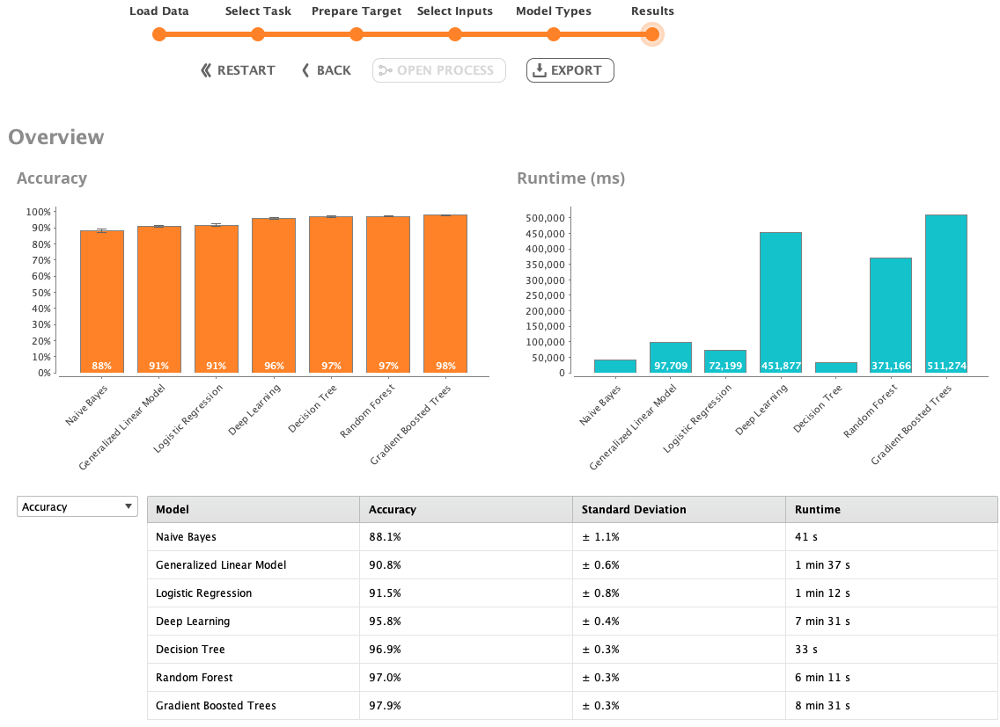 Load Data Select Task Prepare Target Select Inputs Model Types Results
RESTART BACK OPEN PROCESS EXPORT
Overview
Accuracy
100%
90%
80%
70%
60%
50%
40%
30%
20%
10%
0%
88% 91% 91% 96% 97% 97% 98%
Naive Bayes
Generalized Linear Model
Logistic Regression
Deep Learning
Decision Tree
Random Forest
Gradient Boosted Trees
Runtime (ms)
500,000
450,000
400,000
350,000
300,000
250,000
200,000
150,000
100,000
50,000
0
97,709 72,199 451,877 371,166 511,274
Naive Bayes
Generalized Linear Model
Logistic Regression
Deep Learning
Decision Tree
Random Forest
Gradient Boosted Trees
Accuracy
Model Accuracy Standard Deviation Runtime
Naive Bayes 88.1% ± 1.1% 41 s
Generalized Linear Model 90.8% ± 0.6% 1 min 37 s
Logistic Regression 91.5% ± 0.8% 1 min 12 s
Deep Learning 95.8% ± 0.4% 7 min 31 s
Decision Tree 96.9% ± 0.3% 33 s
Random Forest 97.0% ± 0.3% 6 min 11 s
Gradient Boosted Trees 97.9% ± 0.3% 8 min 31 s